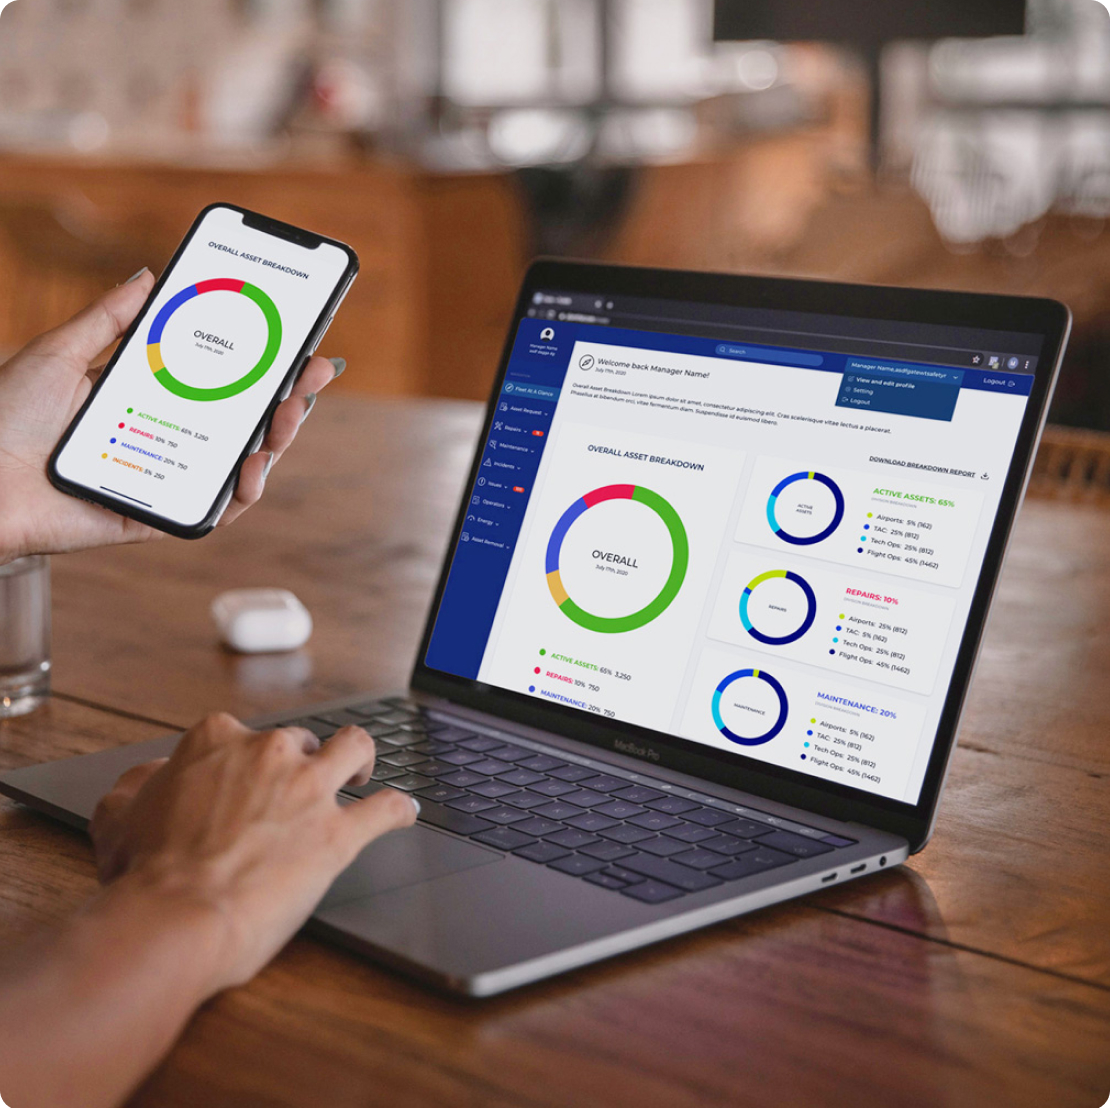 OVERALL ASSET BREAKDOWN
OVERALL
July 17th, 2020
ACTIVE ASSETS: 65% 3,250
REPAIRS: 10% 750
MAINTENANCE: 20% 750
INCIDENTS: 5% 250
Search
Manager Name
Manager Name,asdfgalawtsafetyr
View and edit profile
Setting
Logout
Logout
Welcome back Manager Name!
July 17th, 2020
Overall Asset Breakdown Lorem ipsum dolor sit amet, consectetur adipiscing elit. Cras scelerisque vitae lectus a placerat.
Phasellus at bibendum orci, vitae fermentum diam. Suspendisse id euismod libero.
Fleet At A Glance
Asset Request
Repairs
Maintenance
Incidents
Issues
Operators
Energy
Asset Removal
DOWNLOAD BREAKDOWN REPORT
OVERALL ASSET BREAKDOWN
OVERALL
July 17th, 2020
ACTIVE ASSETS: 65% 3,250
REPAIRS: 10% 750
MAINTENANCE: 20% 750
ACTIVE
ASSETS
ACTIVE ASSETS: 65%
DIVISION BREAKDOWN
Airports: 5% (162)
TAC: 25% (812)
Tech Ops: 25% (812)
Flight Ops: 45% (1462)
REPAIRS
REPAIRS: 10%
DIVISION BREAKDOWN
Airports: 25% (812)
TAC: 5% (162)
Tech Ops: 25% (812)
Flight Ops: 45% (1462)
MAINTENANCE
MAINTENANCE: 20%
DIVISION BREAKDOWN
Airports: 5% (162)
TAC: 25% (812)
Tech Ops: 25% (812)
Flight Ops: 45% (1462)
MacBook Pro